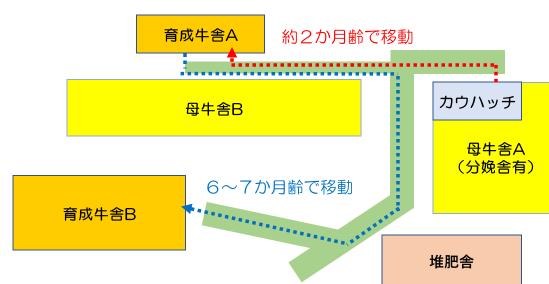 育成牛舎A
約２か月齢で移動
カウハッチ
母牛舎B
母牛舎A
（分娩舎有）
６～７か月齢で移動
育成牛舎B
堆肥舎